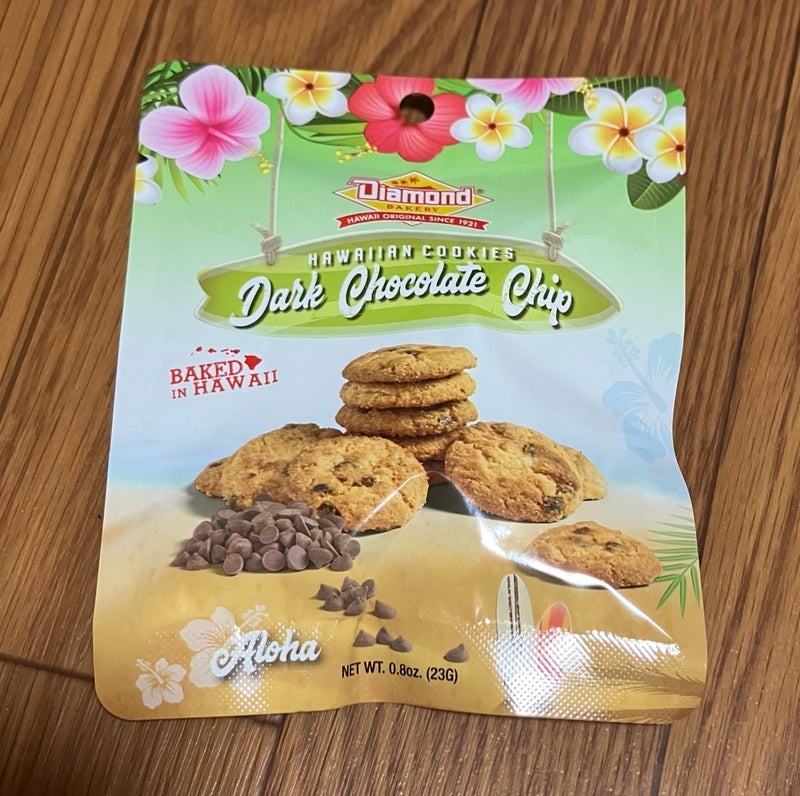 Diamond®
BAKERY
HAWAII ORIGINAL SINCE 1921
HAWAIIAN COOKIES
Dark Chocolate Chip
BAKED
IN HAWAII
Aloha
NET WT. 0.8oz. (23G)